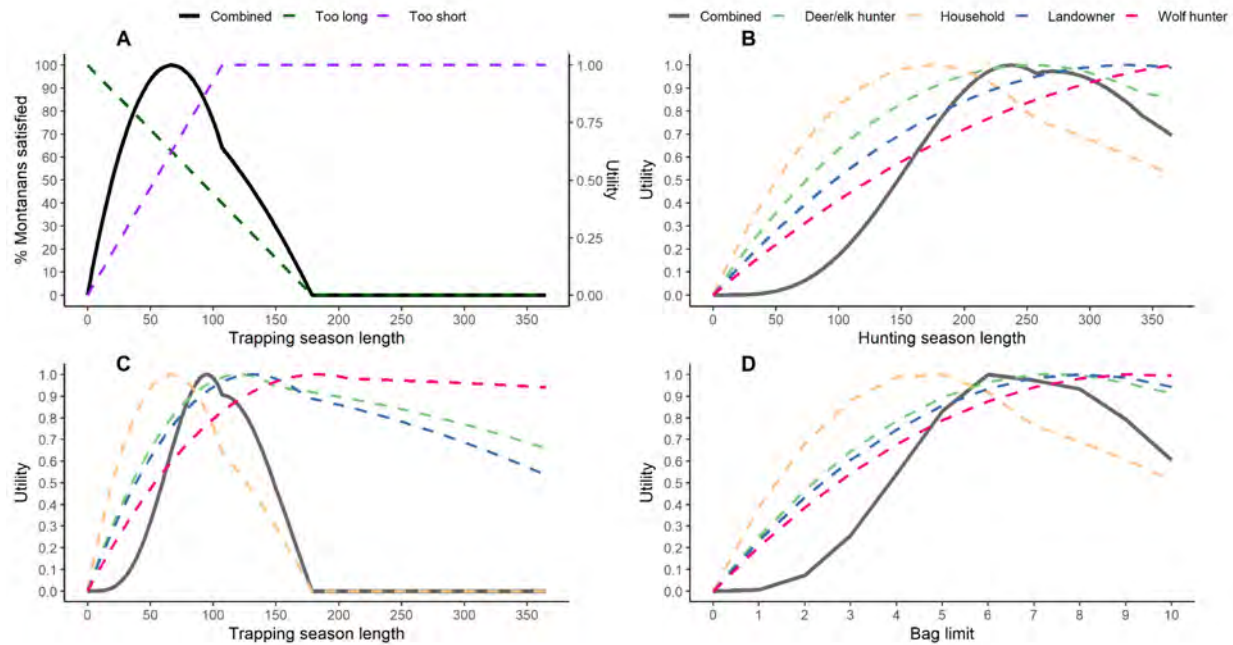 Combined Too long Too short
Combined Deer/elk hunter Household Landowner Wolf hunter
A
100
90
80
70
60
50
40
30
20
10
0
% Montanans satisfied
1.00
0.75
0.50
0.25
0.00
Utility
0 50 100 150 200 250 300 350
Trapping season length
B
1.0
0.9
0.8
0.7
0.6
0.5
0.4
0.3
0.2
0.1
0.0
Utility
0 50 100 150 200 250 300 350
Hunting season length
C
1.0
0.9
0.8
0.7
0.6
0.5
0.4
0.3
0.2
0.1
0.0
Utility
0 50 100 150 200 250 300 350
Trapping season length
D
1.0
0.9
0.8
0.7
0.6
0.5
0.4
0.3
0.2
0.1
0.0
Utility
0 1 2 3 4 5 6 7 8 9 10
Bag limit